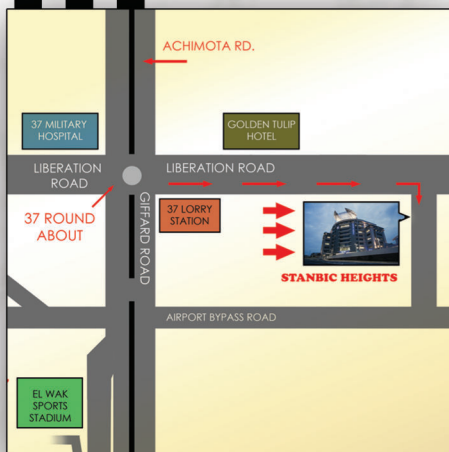 ACHIMOTA RD.
37 MILITARY
HOSPITAL
GOLDEN TULIP
HOTEL
LIBERATION
ROAD
LIBERATION ROAD
37 ROUND
ABOUT
GIFFARD ROAD
37 LORRY
STATION
STANBIC HEIGHTS
AIRPORT BYPASS ROAD
EL WAK
SPORTS
STADIUM